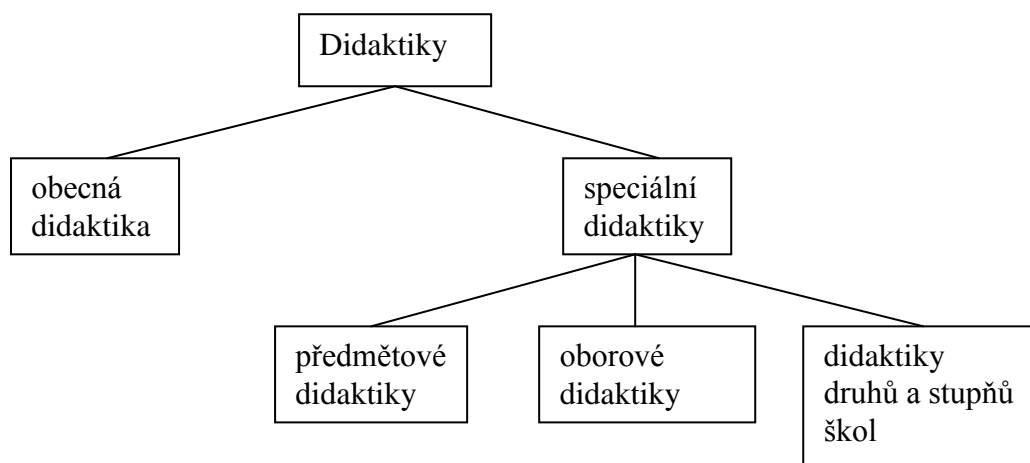 Didaktiky
obecná
didaktika
speciální
didaktiky
předmětové
didaktiky
oborové
didaktiky
didaktiky
druhů a stupňů
škol